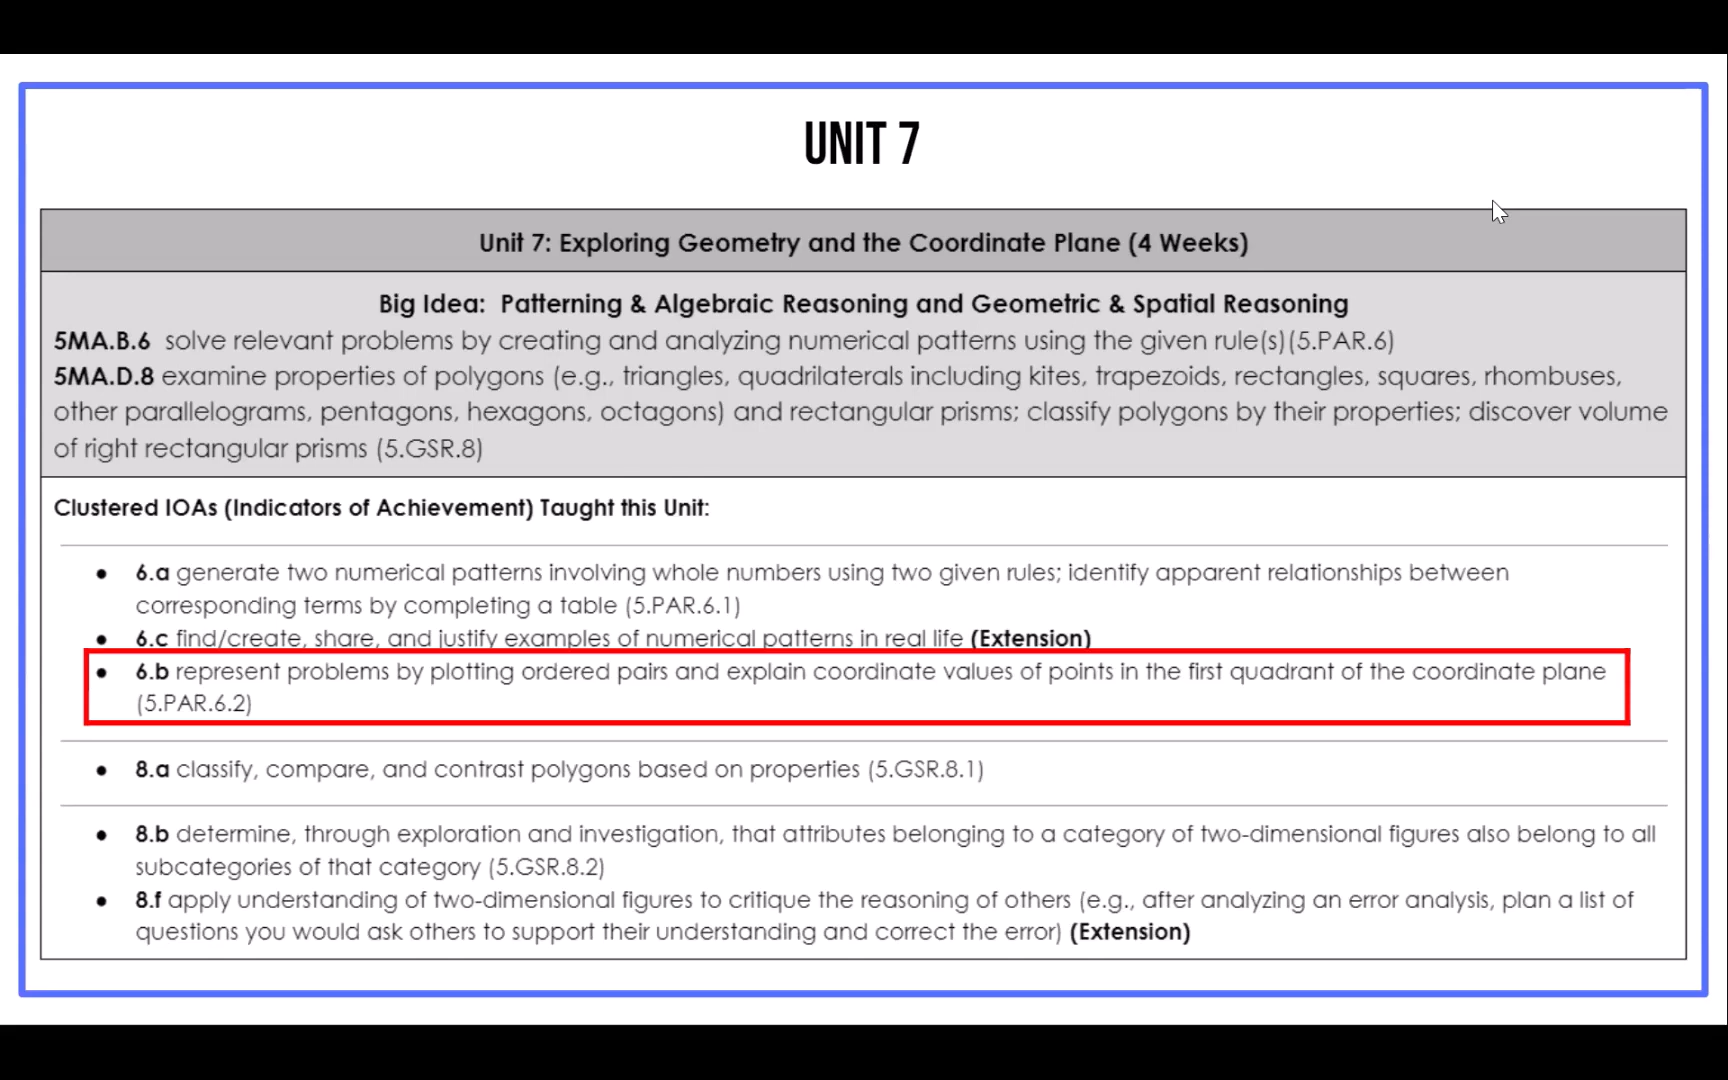 UNIT 7
Unit 7: Exploring Geometry and the Coordinate Plane (4 Weeks)
Big Idea:  Patterning & Algebraic Reasoning and Geometric & Spatial Reasoning
5MA.B.6  solve relevant problems by creating and analyzing numerical patterns using the given rule(s)(5.PAR.6)
5MA.D.8 examine properties of polygons (e.g., triangles, quadrilaterals including kites, trapezoids, rectangles, squares, rhombuses,
other parallelograms, pentagons, hexagons, octagons) and rectangular prisms; classify polygons by their properties; discover volume
of right rectangular prisms (5.GSR.8)
Clustered IOAs (Indicators of Achievement) Taught this Unit:
● 6.a generate two numerical patterns involving whole numbers using two given rules; identify apparent relationships between
corresponding terms by completing a table (5.PAR.6.1)
● 6.c find/create, share, and justify examples of numerical patterns in real life (Extension)
● 6.b represent problems by plotting ordered pairs and explain coordinate values of points in the first quadrant of the coordinate plane
(5.PAR.6.2)
● 8.a classify, compare, and contrast polygons based on properties (5.GSR.8.1)
● 8.b determine, through exploration and investigation, that attributes belonging to a category of two-dimensional figures also belong to all
subcategories of that category (5.GSR.8.2)
● 8.f apply understanding of two-dimensional figures to critique the reasoning of others (e.g., after analyzing an error analysis, plan a list of
questions you would ask others to support their understanding and correct the error) (Extension)